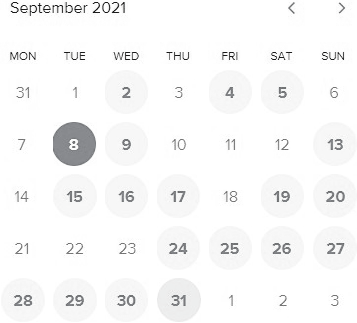 September 2021
MON TUE WED THU FRI SAT SUN
31 1 2 3 4 5 6
7 8 9 10 11 12 13
14 15 16 17 18 19 20
21 22 23 24 25 26 27
28 29 30 31 1 2 3